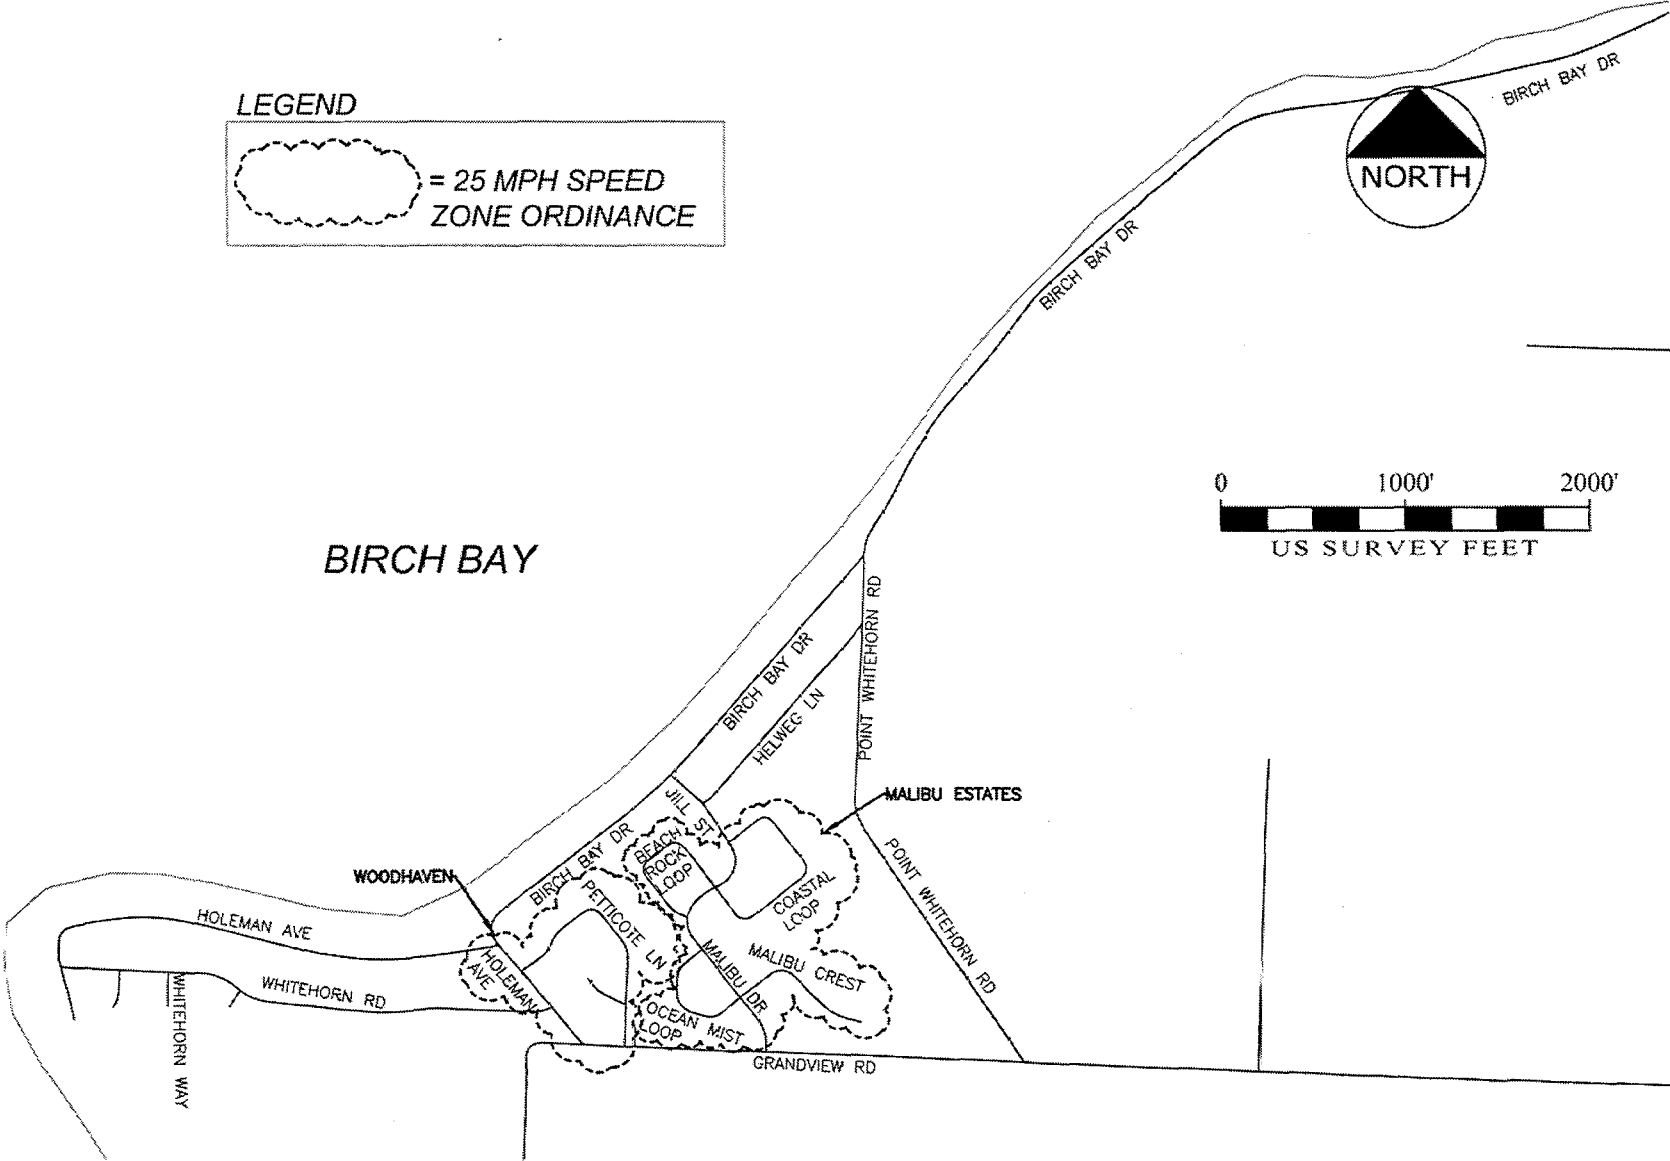 LEGEND
= 25 MPH SPEED
ZONE ORDINANCE
BIRCH BAY DR
NORTH
BIRCH BAY DR
0 1000' 2000'
US SURVEY FEET
BIRCH BAY
POINT WHITEHORN RD
BIRCH BAY DR
HELWEG LN
MALIBU ESTATES
JILL ST
BIRCH BAY DR
BEACH
ROCK
LOOP
POINT WHITEHORN RD
WOODHAVEN
PETTICOTE LN
COASTAL
LOOP
HOLEMAN AVE
HOLEMAN
AVE
MALIBU DR
MALIBU CREST
WHITEHORN RD
WHITEHORN WAY
OCEAN MIST
LOOP
GRANDVIEW RD